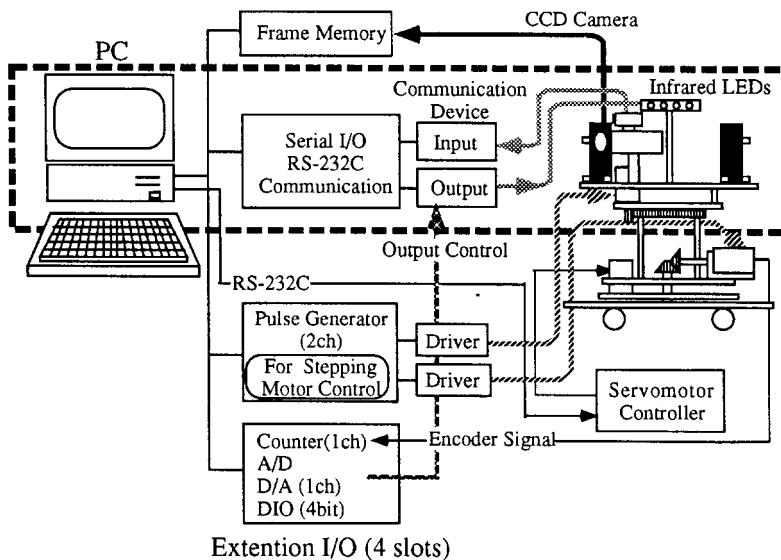 CCD Camera
Frame Memory
PC
Communication
Device
Infrared LEDs
Serial I/O
RS-232C
Communication
Input
Output
Output Control
RS-232C
Pulse Generator
(2ch)
For Stepping
Motor Control
Driver
Driver
Servomotor
Controller
Counter(1ch)
A/D
D/A (1ch)
DIO (4bit)
Encoder Signal
Extention I/O (4 slots)